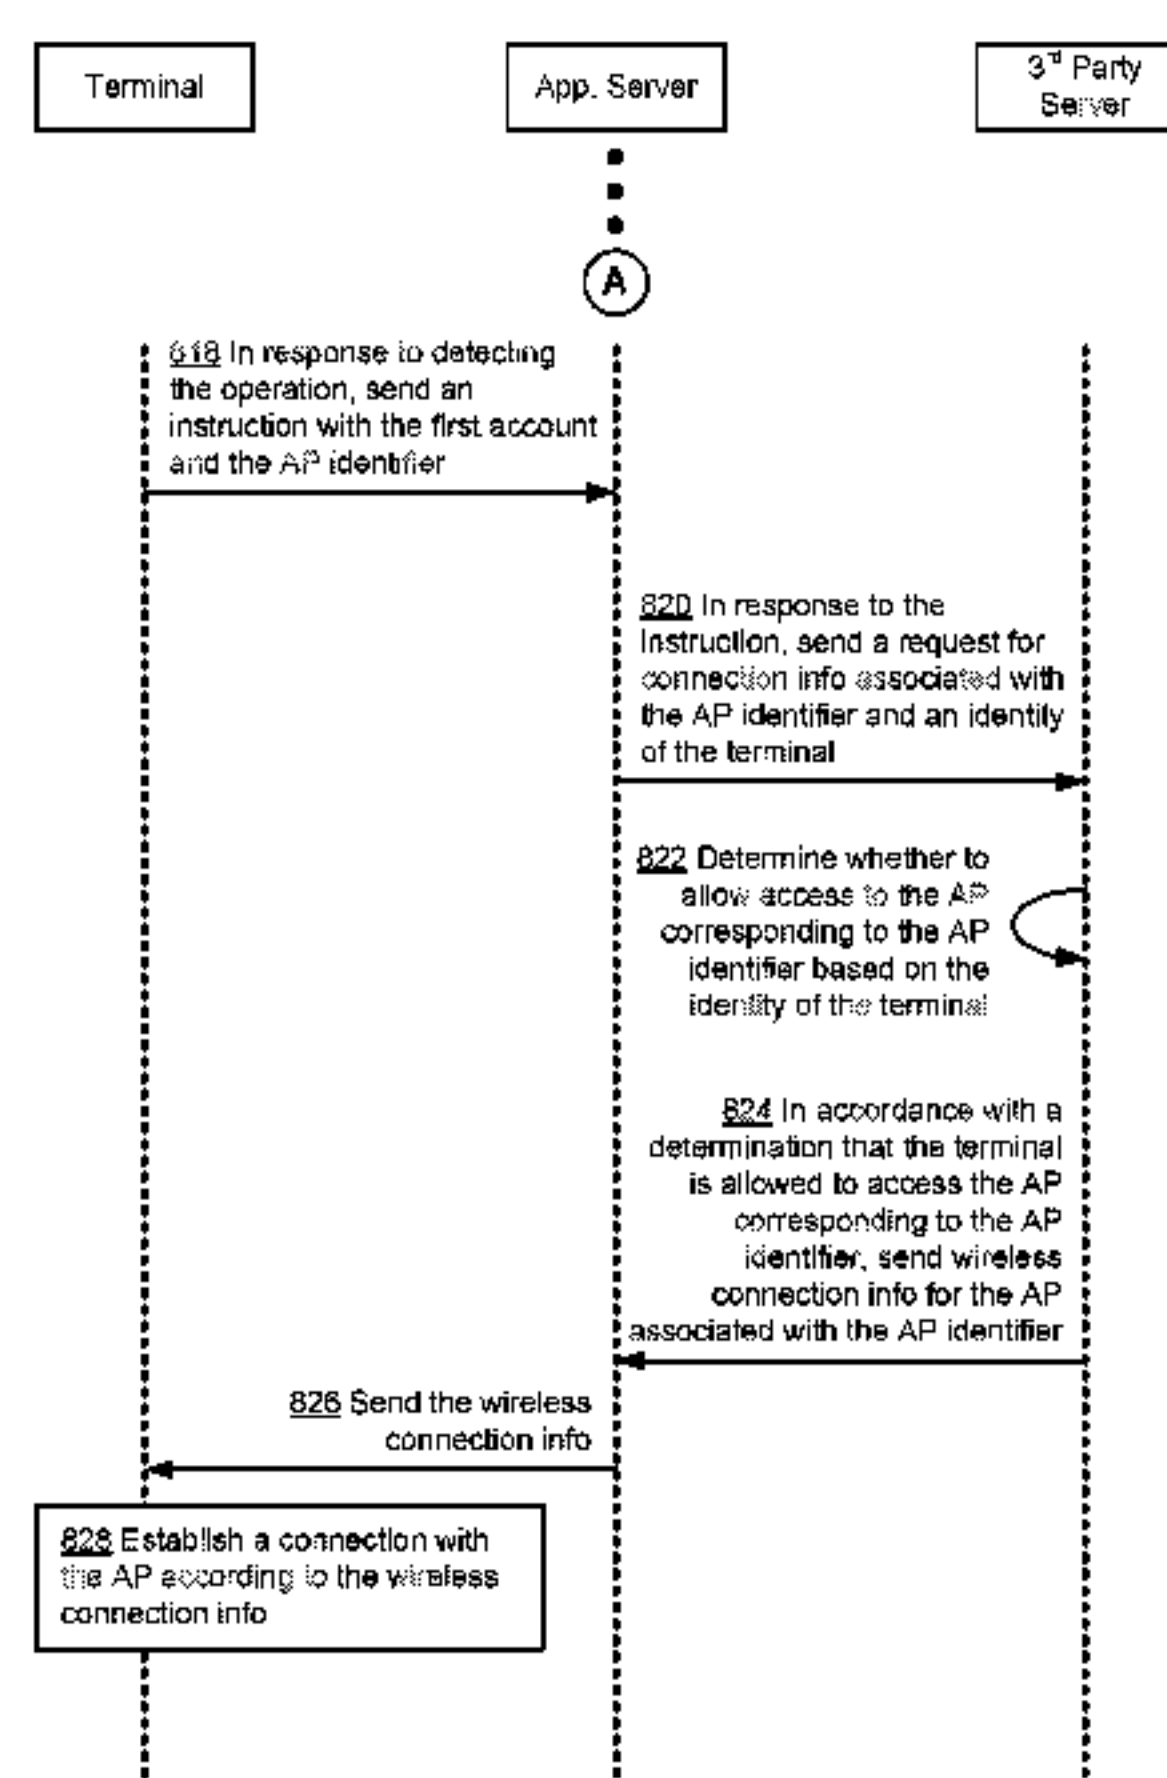 Terminal
App. Server
3rd Party
Server
A
818 In response to detecting
the operation, send an
instruction with the first account
and the AP identifier
820 In response to the
instruction, send a request for
connection info associated with
the AP identifier and an identity
of the terminal
822 Determine whether to
allow access to the AP
corresponding to the AP
identifier based on the
identity of the terminal
824 In accordance with a
determination that the terminal
is allowed to access the AP
corresponding to the AP
identifier, send wireless
connection info for the AP
associated with the AP identifier
826 Send the wireless
connection info
828 Establish a connection with
the AP according to the wireless
connection info